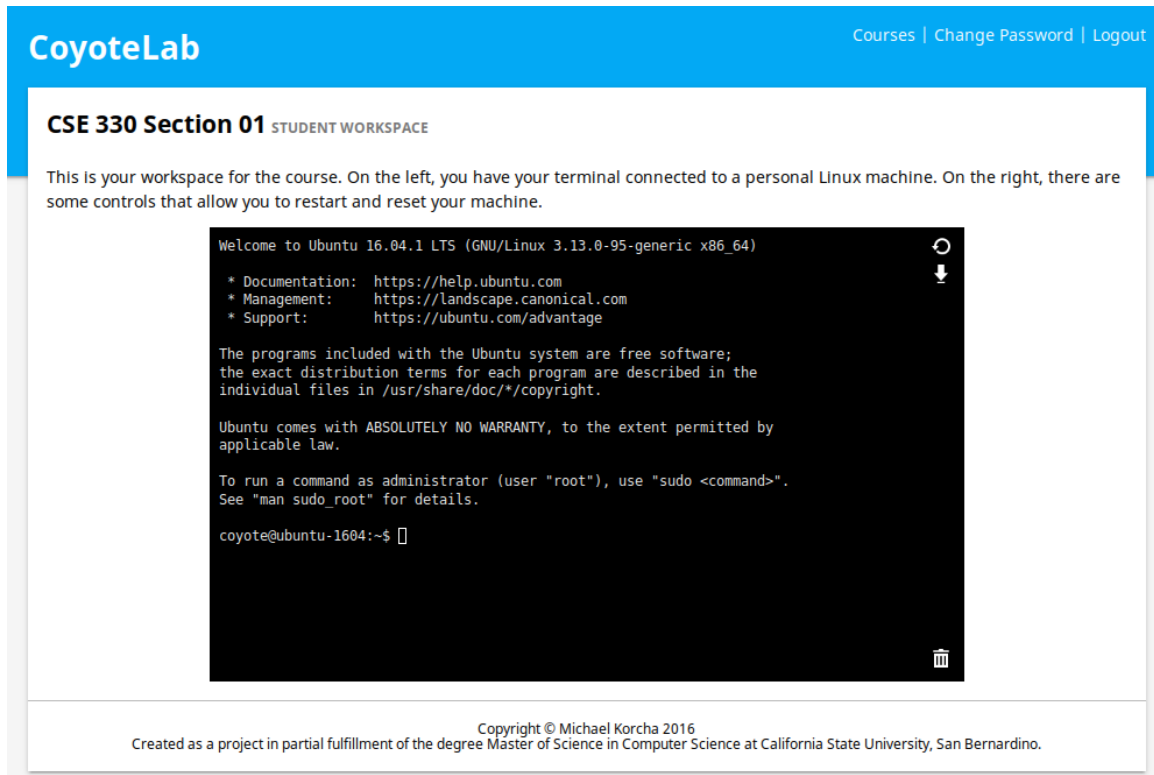 CoyoteLab
Courses | Change Password | Logout
CSE 330 Section 01 STUDENT WORKSPACE
This is your workspace for the course. On the left, you have your terminal connected to a personal Linux machine. On the right, there are
some controls that allow you to restart and reset your machine.
Welcome to Ubuntu 16.04.1 LTS (GNU/Linux 3.13.0-95-generic x86_64)
* Documentation:  https://help.ubuntu.com
* Management:     https://landscape.canonical.com
* Support:        https://ubuntu.com/advantage
The programs included with the Ubuntu system are free software;
the exact distribution terms for each program are described in the
individual files in /usr/share/doc/*/copyright.
Ubuntu comes with ABSOLUTELY NO WARRANTY, to the extent permitted by
applicable law.
To run a command as administrator (user "root"), use "sudo <command>".
See "man sudo_root" for details.
coyote@ubuntu-1604:~$
Copyright © Michael Korcha 2016
Created as a project in partial fulfillment of the degree Master of Science in Computer Science at California State University, San Bernardino.